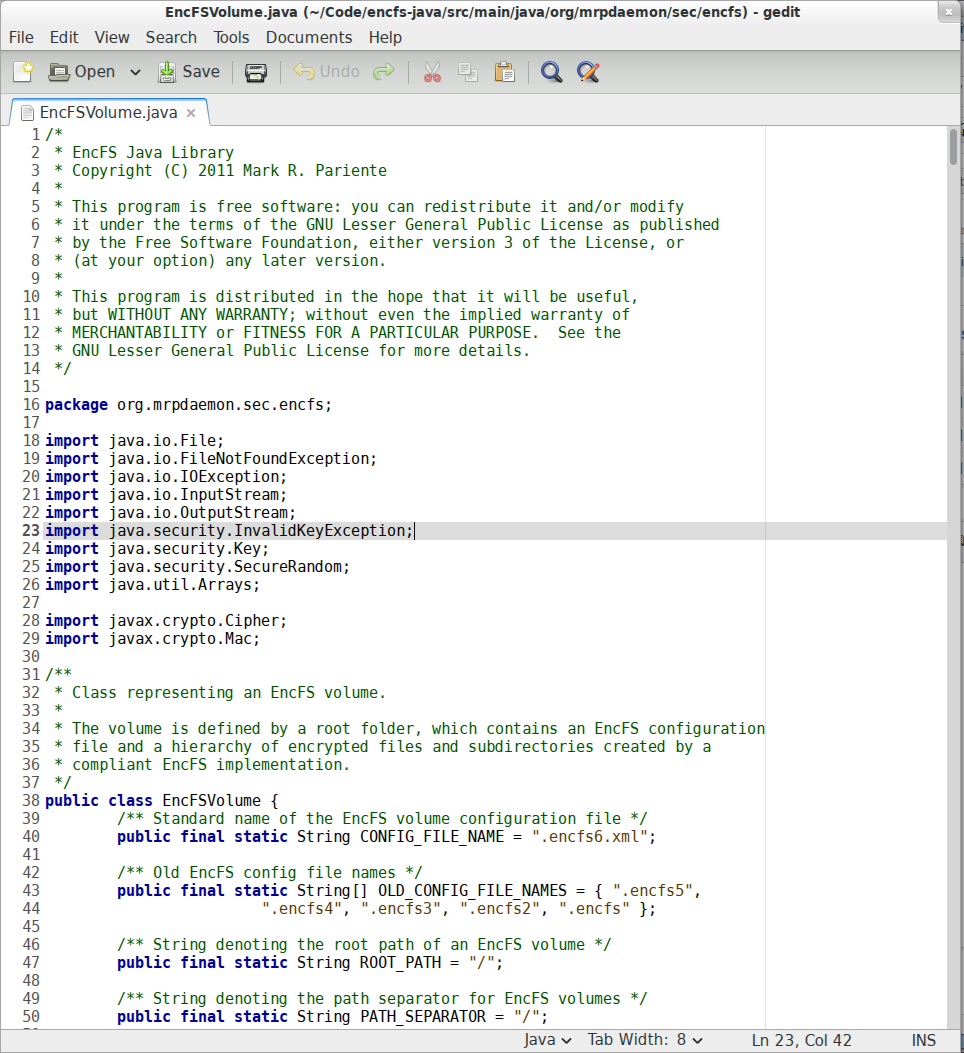 EncFSVolume.java (~/Code/encfs-java/src/main/java/org/mrpdaemon/sec/encfs) - gedit
File Edit View Search Tools Documents Help
Open Save Undo
EncFSVolume.java
1 /*
2  * EncFS Java Library
3  * Copyright (C) 2011 Mark R. Pariente
4  *
5  * This program is free software: you can redistribute it and/or modify
6  * it under the terms of the GNU Lesser General Public License as published
7  * by the Free Software Foundation, either version 3 of the License, or
8  * (at your option) any later version.
9  *
10  * This program is distributed in the hope that it will be useful,
11  * but WITHOUT ANY WARRANTY; without even the implied warranty of
12  * MERCHANTABILITY or FITNESS FOR A PARTICULAR PURPOSE.  See the
13  * GNU Lesser General Public License for more details.
14  */
15
16 package org.mrpdaemon.sec.encfs;
17
18 import java.io.File;
19 import java.io.FileNotFoundException;
20 import java.io.IOException;
21 import java.io.InputStream;
22 import java.io.OutputStream;
23 import java.security.InvalidKeyException;
24 import java.security.Key;
25 import java.security.SecureRandom;
26 import java.util.Arrays;
27
28 import javax.crypto.Cipher;
29 import javax.crypto.Mac;
30
31 /**
32  * Class representing an EncFS volume.
33  *
34  * The volume is defined by a root folder, which contains an EncFS configuration
35  * file and a hierarchy of encrypted files and subdirectories created by a
36  * compliant EncFS implementation.
37  */
38 public class EncFSVolume {
39         /** Standard name of the EncFS volume configuration file */
40         public final static String CONFIG_FILE_NAME = ".encfs6.xml";
41
42         /** Old EncFS config file names */
43         public final static String[] OLD_CONFIG_FILE_NAMES = { ".encfs5",
44                         ".encfs4", ".encfs3", ".encfs2", ".encfs" };
45
46         /** String denoting the root path of an EncFS volume */
47         public final static String ROOT_PATH = "/";
48
49         /** String denoting the path separator for EncFS volumes */
50         public final static String PATH_SEPARATOR = "/";
Java Tab Width: 8 Ln 23, Col 42 INS